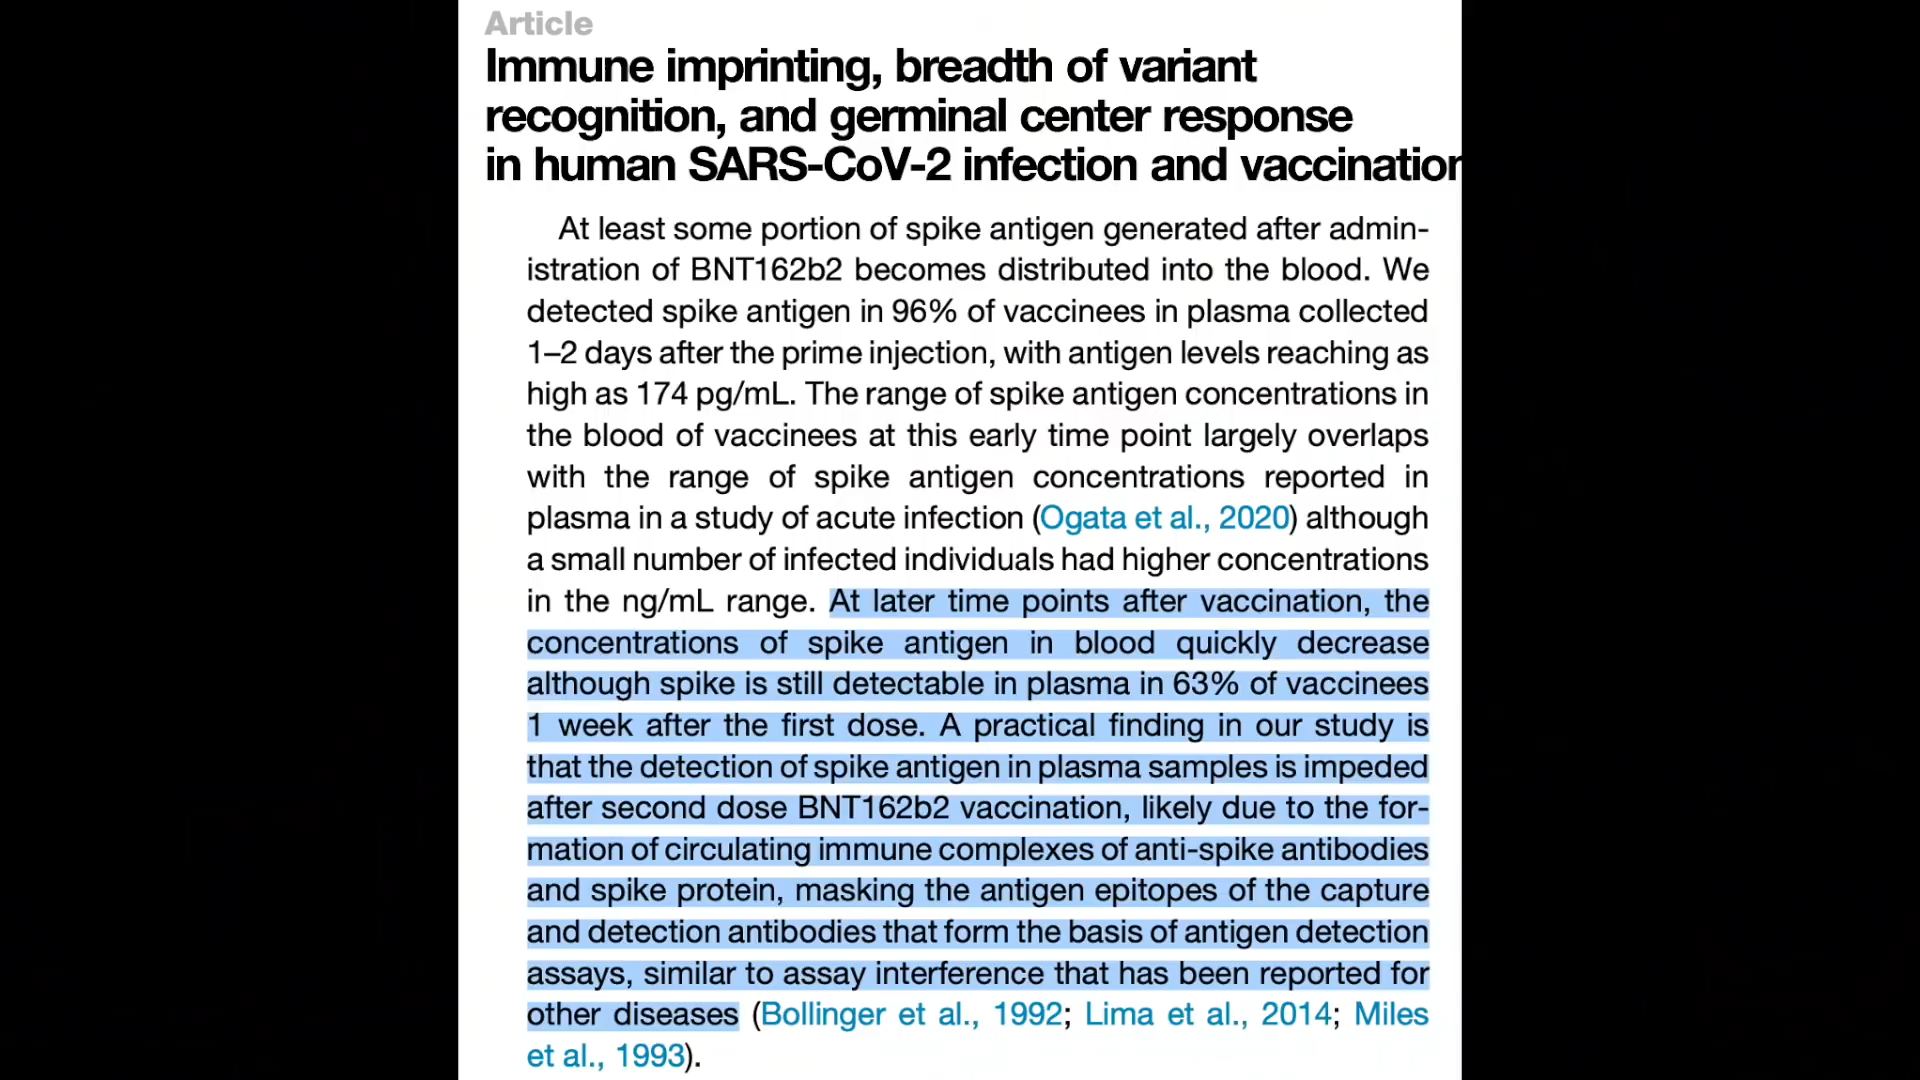 Article
Immune imprinting, breadth of variant
recognition, and germinal center response
in human SARS-CoV-2 infection and vaccination
At least some portion of spike antigen generated after admin-
istration of BNT162b2 becomes distributed into the blood. We
detected spike antigen in 96% of vaccinees in plasma collected
1–2 days after the prime injection, with antigen levels reaching as
high as 174 pg/mL. The range of spike antigen concentrations in
the blood of vaccinees at this early time point largely overlaps
with the range of spike antigen concentrations reported in
plasma in a study of acute infection (Ogata et al., 2020) although
a small number of infected individuals had higher concentrations
in the ng/mL range. At later time points after vaccination, the
concentrations of spike antigen in blood quickly decrease
although spike is still detectable in plasma in 63% of vaccinees
1 week after the first dose. A practical finding in our study is
that the detection of spike antigen in plasma samples is impeded
after second dose BNT162b2 vaccination, likely due to the for-
mation of circulating immune complexes of anti-spike antibodies
and spike protein, masking the antigen epitopes of the capture
and detection antibodies that form the basis of antigen detection
assays, similar to assay interference that has been reported for
other diseases (Bollinger et al., 1992; Lima et al., 2014; Miles
et al., 1993).